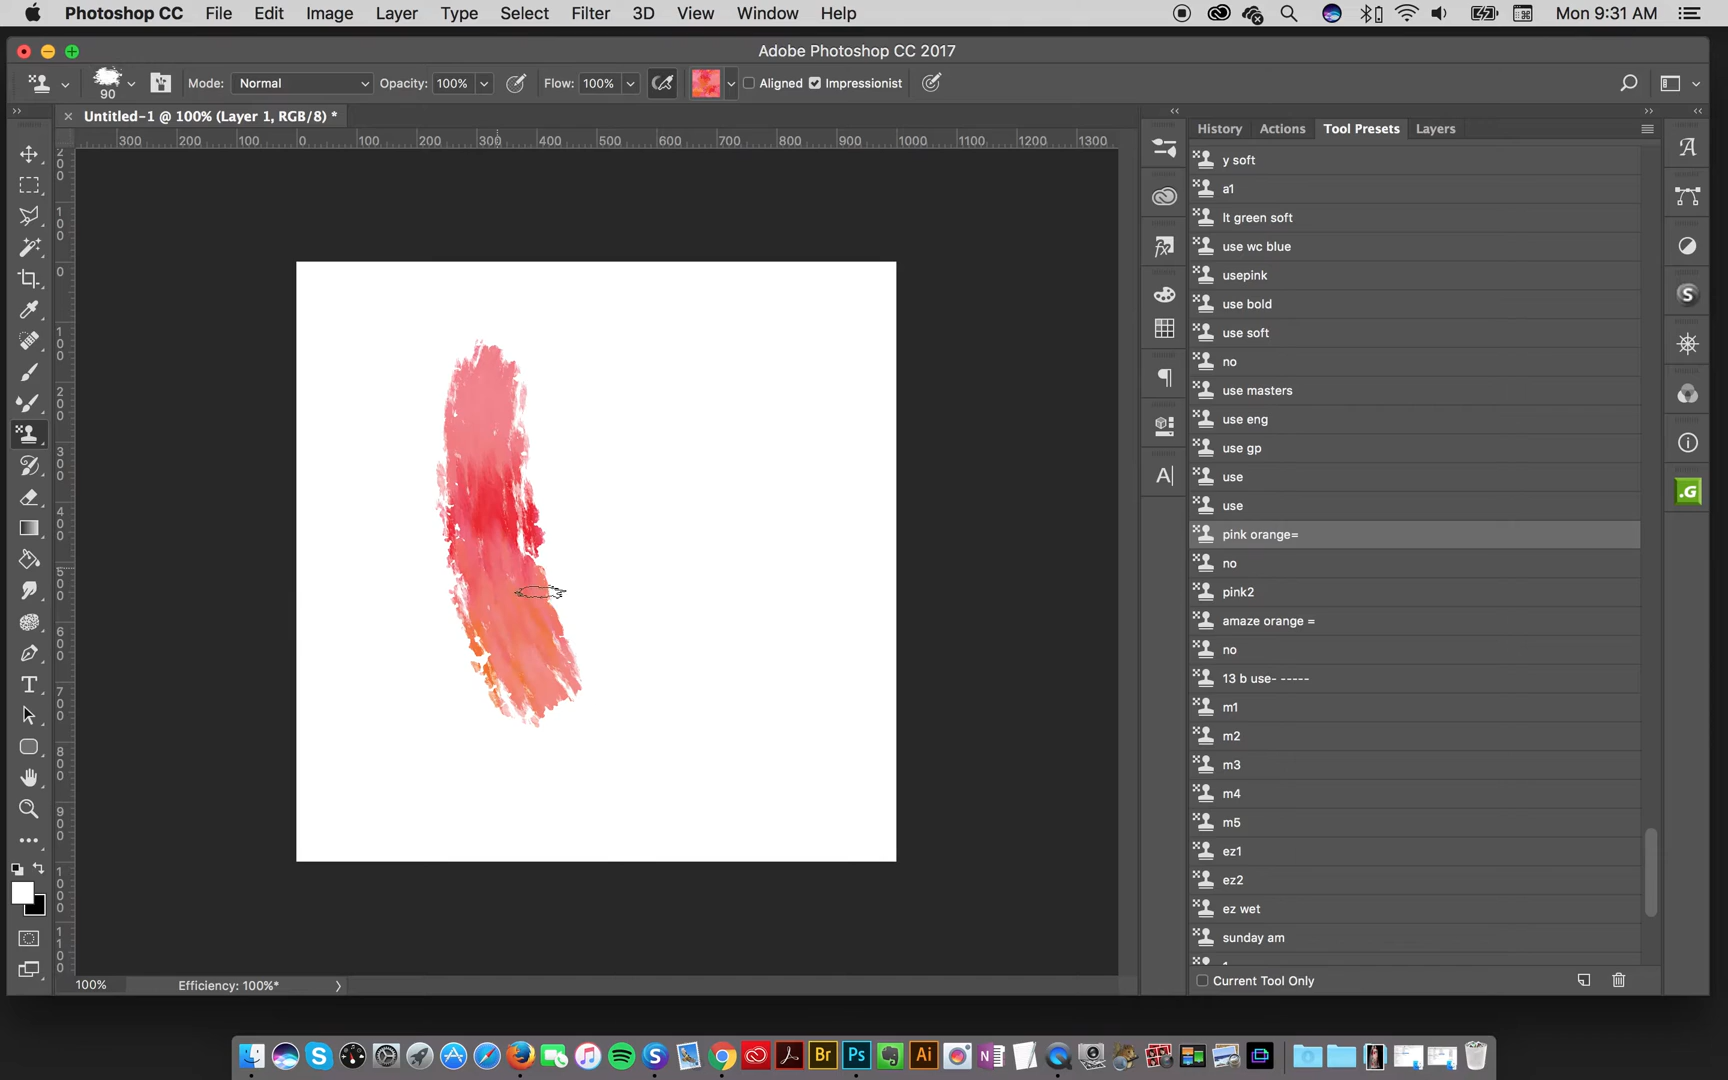 Photoshop CC File Edit Image Layer Type Select Filter 3D View Window Help Mon 9:31 AM
Adobe Photoshop CC 2017
90 Mode: Normal Opacity: 100% Flow: 100% Aligned Impressionist
Untitled-1 @ 100% (Layer 1, RGB/8) *
History Actions Tool Presets Layers
300 200 100 0 100 200 300 400 500 600 700 800 900 1000 1100 1200 1300
y soft
a1
lt green soft
use wc blue
usepink
use bold
use soft
no
use masters
use eng
use gp
use
use
pink orange=
no
pink2
amaze orange =
no
13 b use- -----
m1
m2
m3
m4
m5
ez1
ez2
ez wet
sunday am
Current Tool Only
100% Efficiency: 100%*
Br Ps Ai